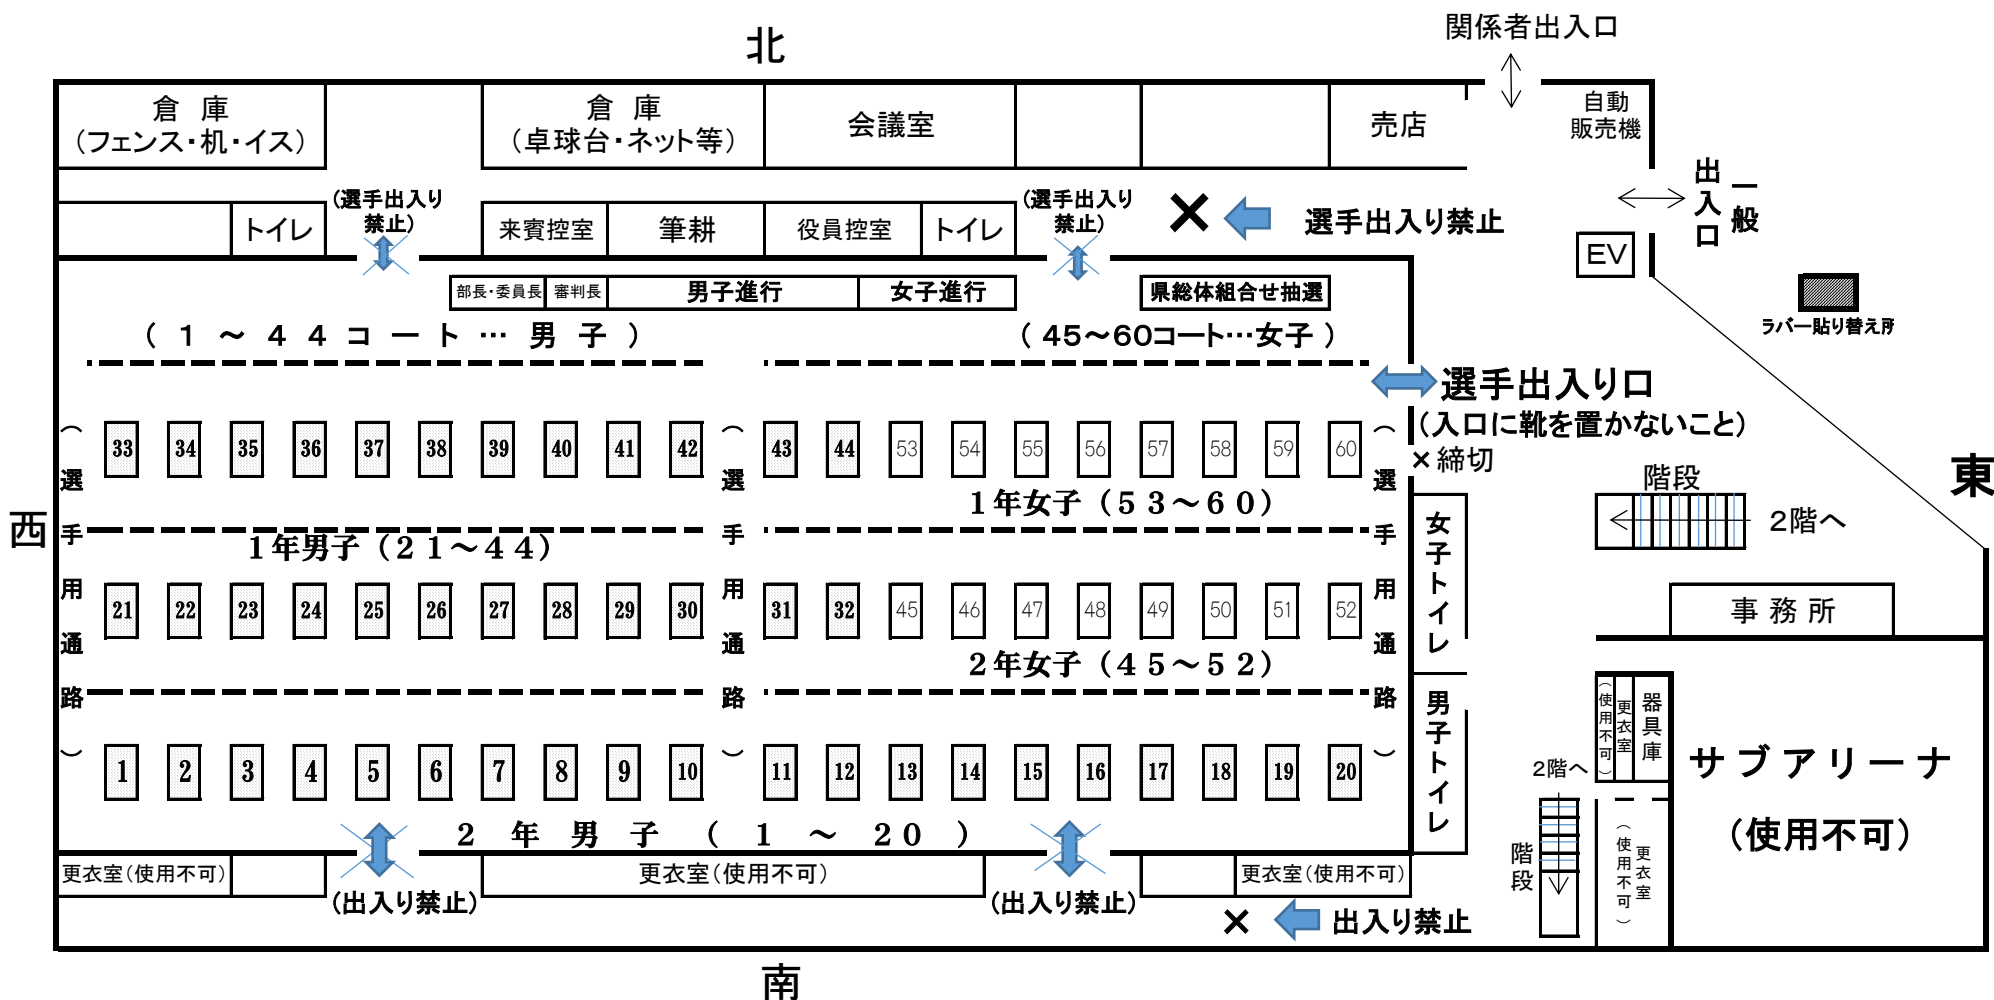 北
関係者出入口
倉 庫
(フェンス・机・イス)
倉 庫
(卓球台・ネット等)
会議室
売店
自動
販売機
一般
出入口
トイレ
(選手出入り
禁止)
来賓控室
筆耕
役員控室
トイレ
(選手出入り
禁止)
×
選手出入り禁止
EV
部長・委員長
審判長
男子進行
女子進行
県総体組合せ抽選
ラバー貼り替え所
(1~44コート…男子)
(45~60コート…女子)
選手出入り口
(入口に靴を置かないこと)
×締切
33 34 35 36 37 38 39 40 41 42 43 44 53 54 55 56 57 58 59 60
(選手用通路)
(選手用通路)
(選手用通路)
1年女子(53~60)
西
東
1年男子(21~44)
階段
2階へ
女子トイレ
21 22 23 24 25 26 27 28 29 30 31 32 45 46 47 48 49 50 51 52
事務所
2年女子(45~52)
男子トイレ
更衣室
(使用不可)
器具庫
サブアリーナ
(使用不可)
1 2 3 4 5 6 7 8 9 10 11 12 13 14 15 16 17 18 19 20
2階へ
階段
更衣室
(使用不可)
2年男子(1~20)
更衣室(使用不可)
(出入り禁止)
更衣室(使用不可)
(出入り禁止)
更衣室(使用不可)
×
出入り禁止
南